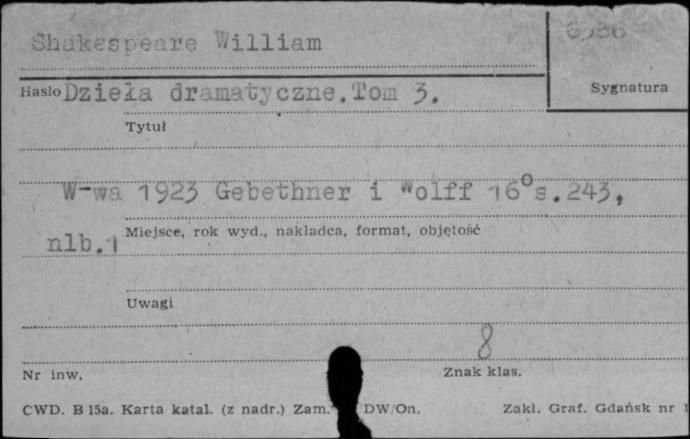 Shakespeare William
Sygnatura
Hasło Dzieła dramatyczne.Tom 3.
Tytuł
W-wa 1923 Gebethner i Wolff 16° s.243,
nlb.1 Miejsce, rok wyd., nakładca, format, objętość
Uwagi
8
Nr inw. Znak klas.
CWD. B 15a. Karta katal. (z nadr.) Zam. DW/On. Zakł. Graf. Gdańsk nr 1